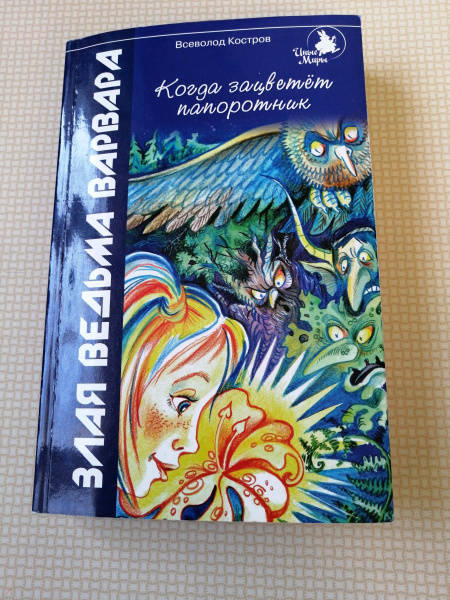 Всеволод Костров
Иные
Миры
Когда зацветёт
папоротник
ЗЛАЯ ВЕДЬМА ВАРВАРА